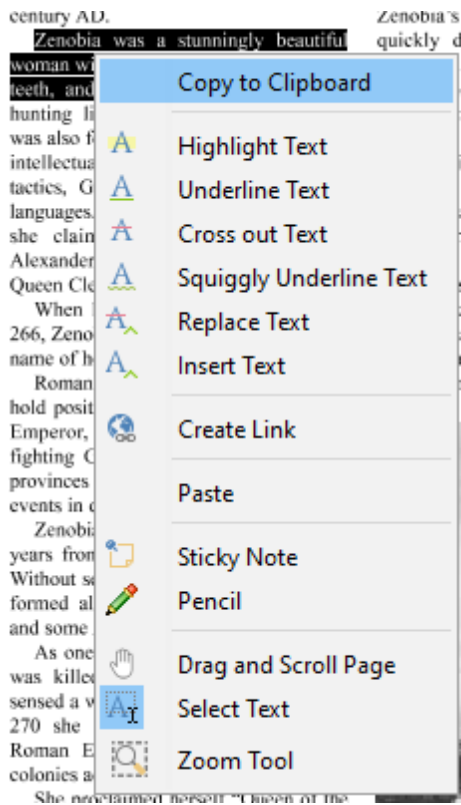 century AD.
Zenobia was a stunningly beautiful
woman
teeth, and
hunting
was also
tactics, G
languages.
she claim
Alexander
Queen Cle
When
266, Zeno
name of h
Roman
hold posit
Emperor,
fighting C
provinces
events in
Zenobia
years from
Without se
formed al
and some
As one
was killed
sensed a w
270 she
Roman E
colonies a
She proclaimed herself "Queen of the
Zenobia's
quickly d
Copy to Clipboard
Highlight Text
Underline Text
Cross out Text
Squiggly Underline Text
Replace Text
Insert Text
Create Link
Paste
Sticky Note
Pencil
Drag and Scroll Page
Select Text
Zoom Tool